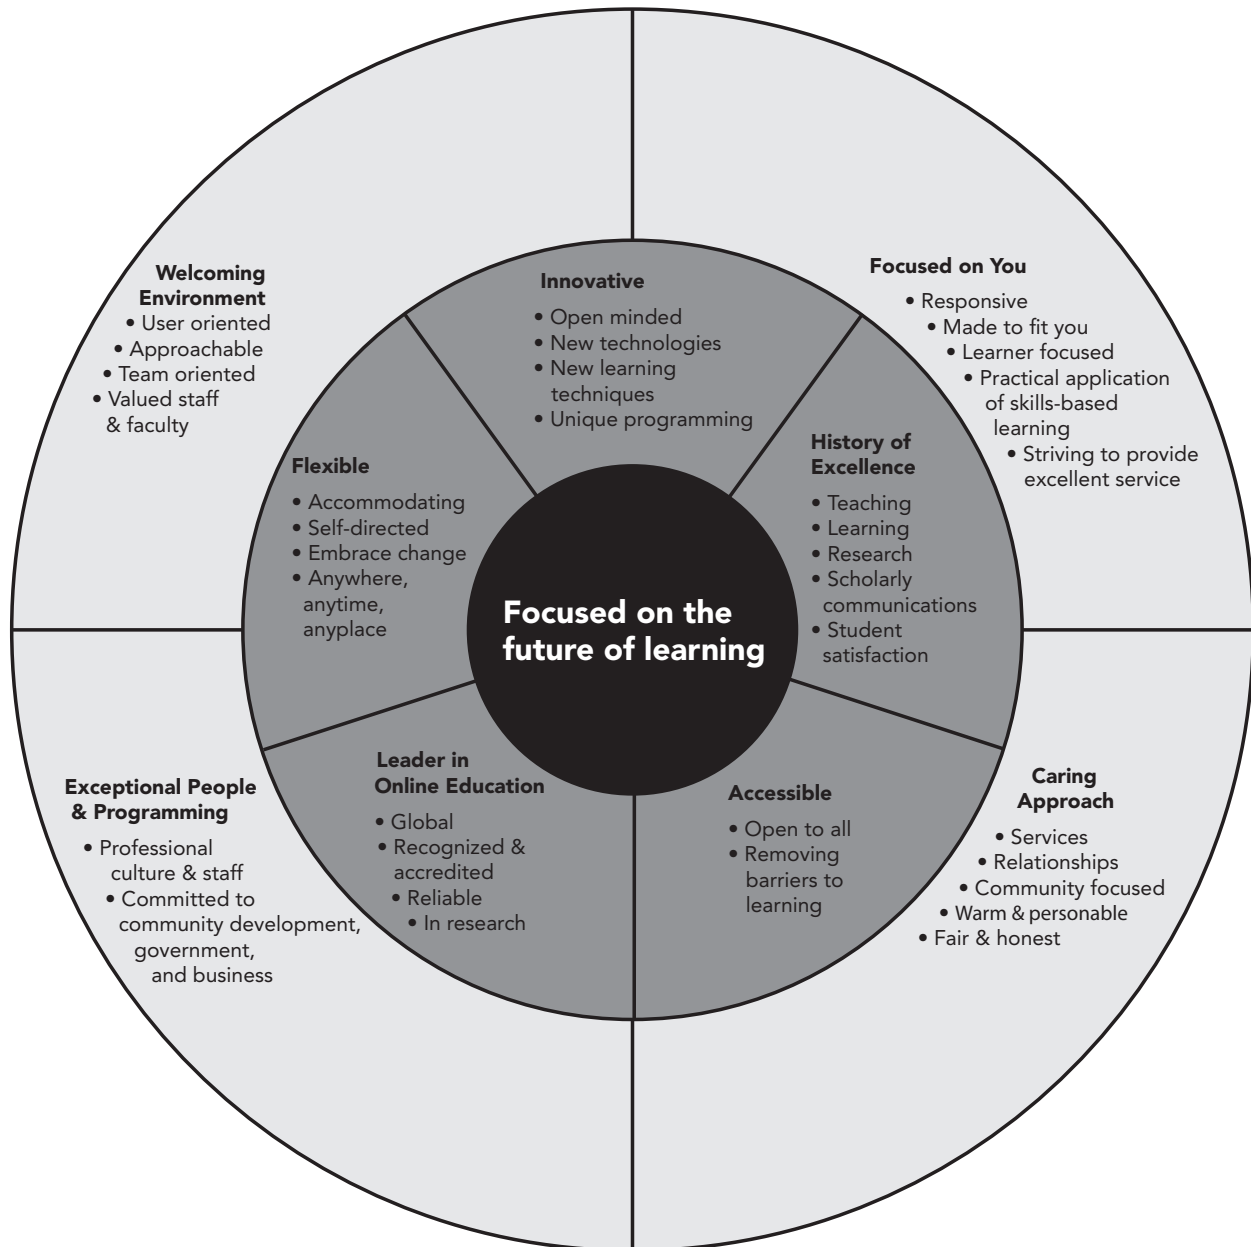 Welcoming
Environment
• User oriented
• Approachable
• Team oriented
• Valued staff
& faculty
Focused on You
• Responsive
• Made to fit you
• Learner focused
• Practical application
of skills-based
learning
• Striving to provide
excellent service
Innovative
• Open minded
• New technologies
• New learning
techniques
• Unique programming
Flexible
• Accommodating
• Self-directed
• Embrace change
• Anywhere,
anytime,
anyplace
History of
Excellence
• Teaching
• Learning
• Research
• Scholarly
communications
• Student
satisfaction
Focused on the
future of learning
Leader in
Online Education
• Global
• Recognized &
accredited
• Reliable
• In research
Accessible
• Open to all
• Removing
barriers to
learning
Exceptional People
& Programming
• Professional
culture & staff
• Committed to
community development,
government,
and business
Caring
Approach
• Services
• Relationships
• Community focused
• Warm & personable
• Fair & honest